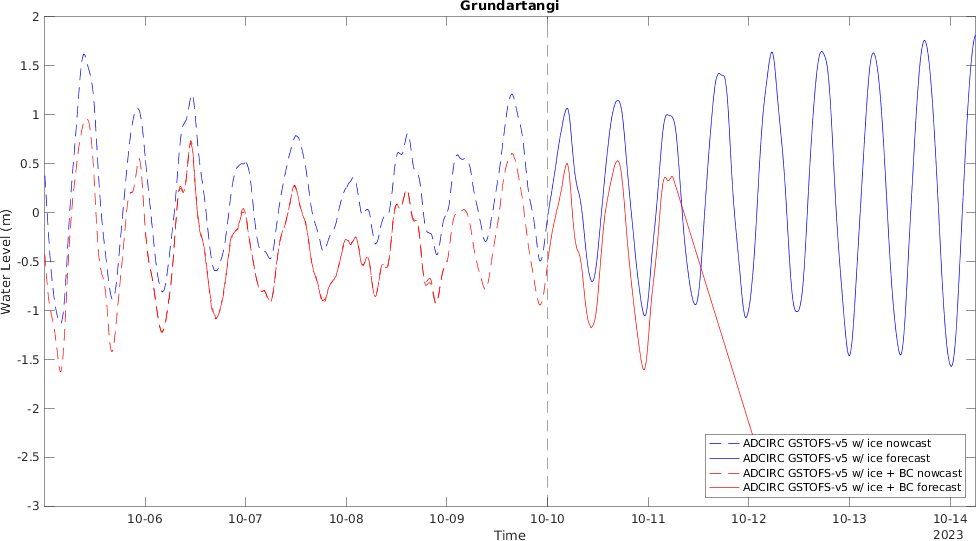 Grundartangi
2
1.5
1
0.5
0
-0.5
-1
-1.5
-2
-2.5
-3
Water Level (m)
ADCIRC GSTOFS-v5 w/ ice nowcast
ADCIRC GSTOFS-v5 w/ ice forecast
ADCIRC GSTOFS-v5 w/ ice + BC nowcast
ADCIRC GSTOFS-v5 w/ ice + BC forecast
10-06 10-07 10-08 10-09 10-10 10-11 10-12 10-13 10-14
Time 2023